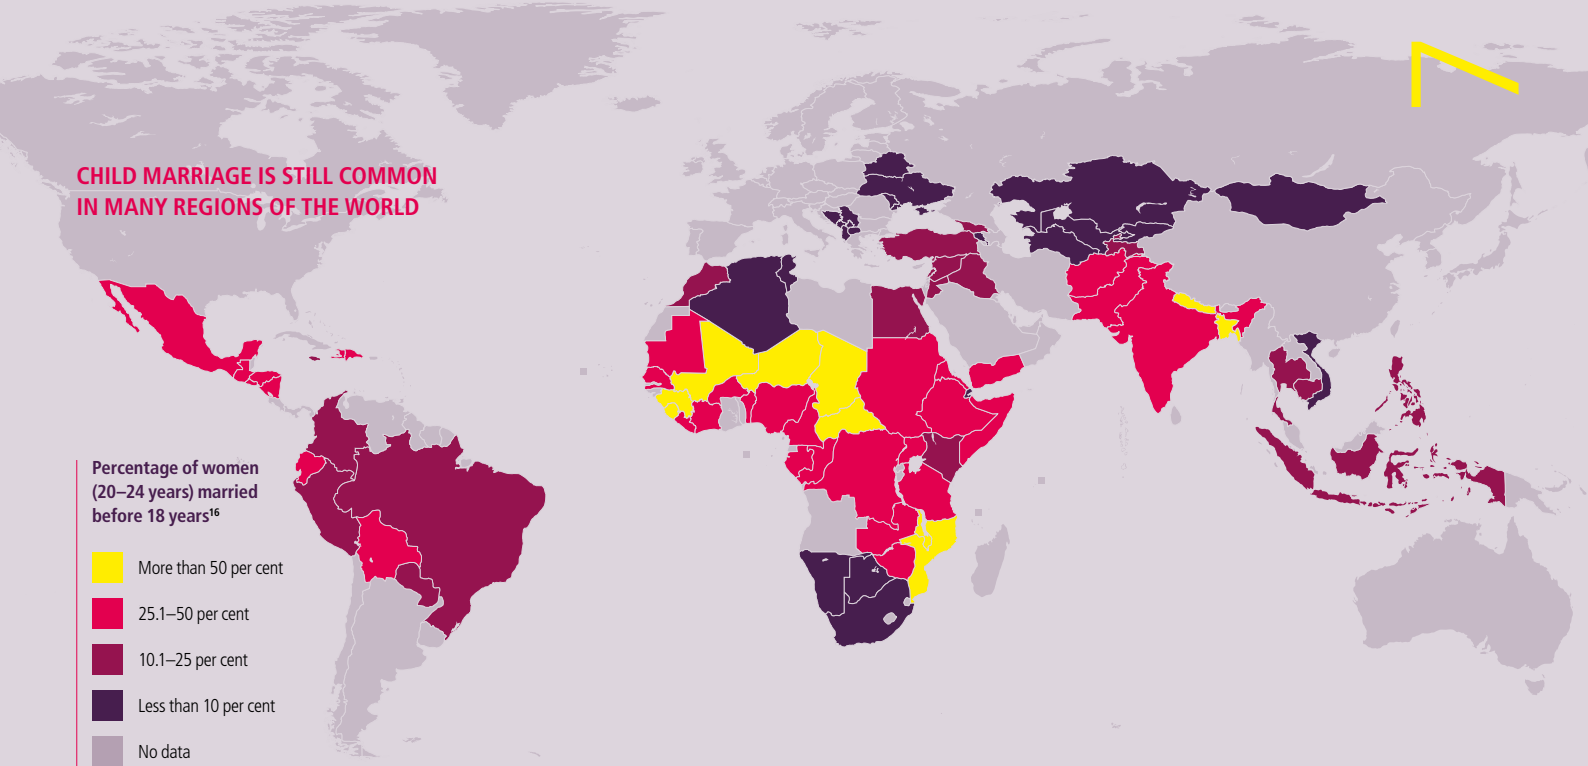 CHILD MARRIAGE IS STILL COMMON
IN MANY REGIONS OF THE WORLD
Percentage of women
(20–24 years) married
before 18 years¹⁶
More than 50 per cent
25.1–50 per cent
10.1–25 per cent
Less than 10 per cent
No data